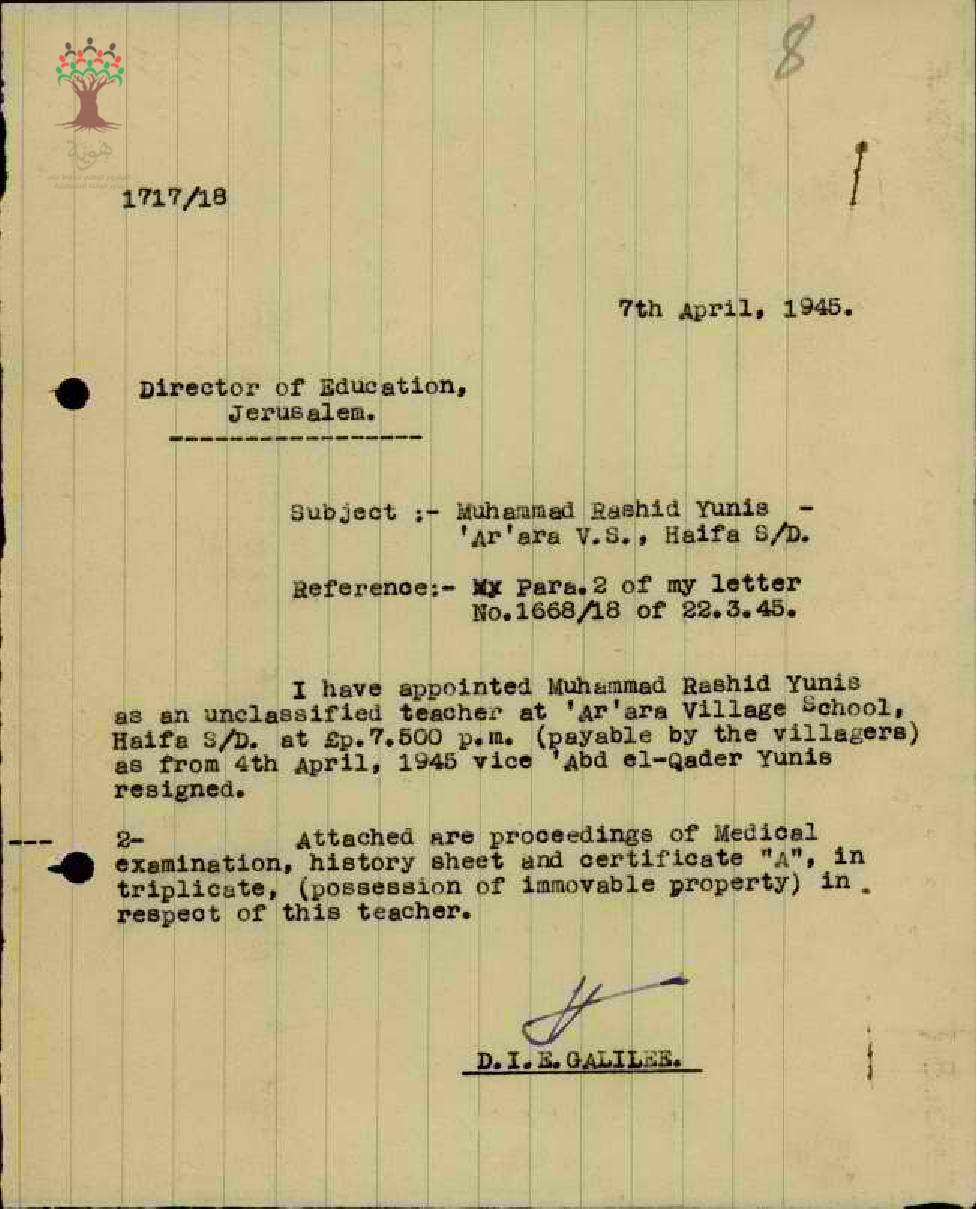 8
هوية
1717/18
7th April, 1945.
Director of Education,
Jerusalem.
Subject :- Muhammad Rashid Yunis -
'Ar'ara V.S., Haifa S/D.
Reference:- Mx Para.2 of my letter
No.1668/18 of 22.3.45.
I have appointed Muhammad Rashid Yunis
as an unclassified teacher at 'Ar'ara Village School,
Haifa S/D. at £p.7.500 p.m. (payable by the villagers)
as from 4th April, 1945 vice 'Abd el-Qader Yunis
resigned.
2- Attached are proceedings of Medical
examination, history sheet and certificate "A", in
triplicate, (possession of immovable property) in .
respect of this teacher.
D.I.E.GALILEE.